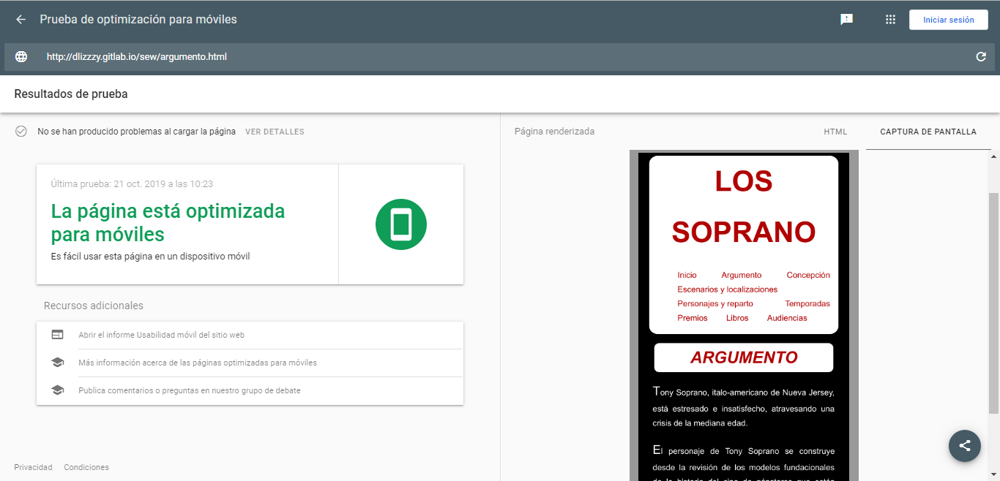 Prueba de optimización para móviles
Iniciar sesión
http://dlizzzy.gitlab.io/sew/argumento.html
Resultados de prueba
No se han producido problemas al cargar la página VER DETALLES
Última prueba: 21 oct. 2019 a las 10:23
La página está optimizada
para móviles
Es fácil usar esta página en un dispositivo móvil
Recursos adicionales
Abrir el informe Usabilidad móvil del sitio web
Más información acerca de las páginas optimizadas para móviles
Publica comentarios o preguntas en nuestro grupo de debate
Privacidad Condiciones
Página renderizada HTML CAPTURA DE PANTALLA
LOS
SOPRANO
Inicio Argumento Concepción
Escenarios y localizaciones
Personajes y reparto Temporadas
Premios Libros Audiencias
ARGUMENTO
Tony Soprano, italo-americano de Nueva Jersey,
está estresado e insatisfecho, atravesando una
crisis de la mediana edad.
El personaje de Tony Soprano se construye
desde la revisión de los modelos fundacionales